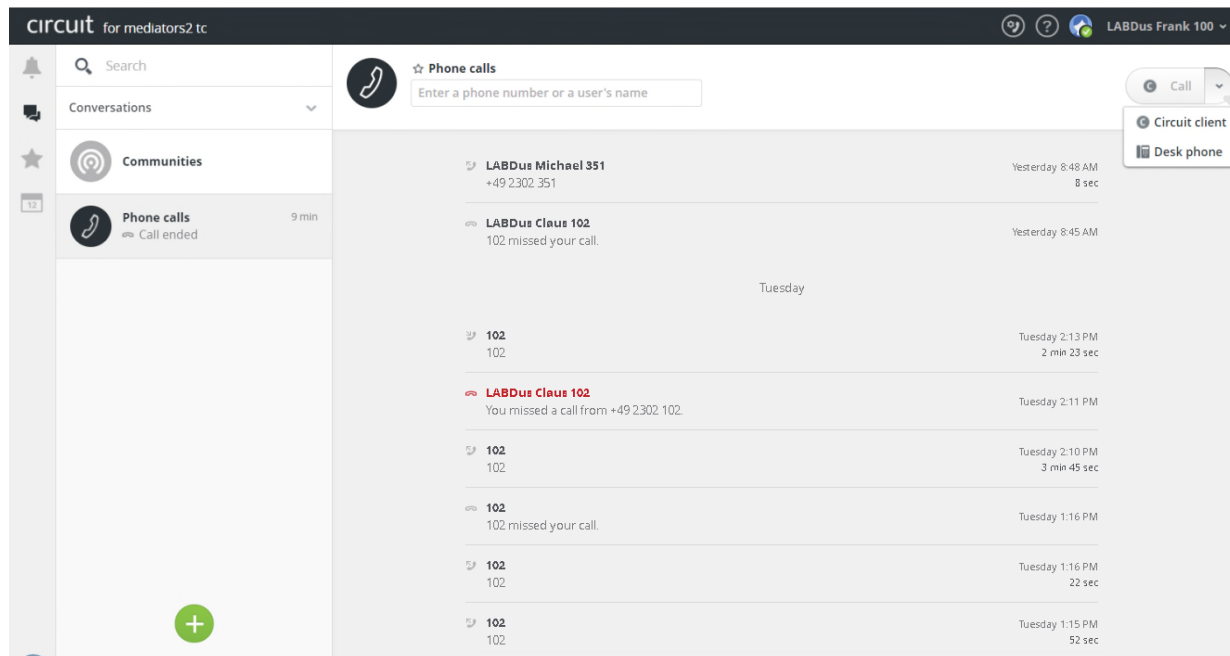 circuit for mediators2 tc
LABDus Frank 100
Search
Conversations
Communities
Phone calls 9 min
Call ended
12
Phone calls
Enter a phone number or a user's name
Call
Circuit client
Desk phone
LABDus Michael 351 Yesterday 8:48 AM
+49 2302 351 8 sec
LABDus Claus 102 Yesterday 8:45 AM
102 missed your call.
Tuesday
102 Tuesday 2:13 PM
102 2 min 23 sec
LABDus Claus 102 Tuesday 2:11 PM
You missed a call from +49 2302 102.
102 Tuesday 2:10 PM
102 3 min 45 sec
102 Tuesday 1:16 PM
102 missed your call.
102 Tuesday 1:16 PM
102 22 sec
102 Tuesday 1:15 PM
102 52 sec